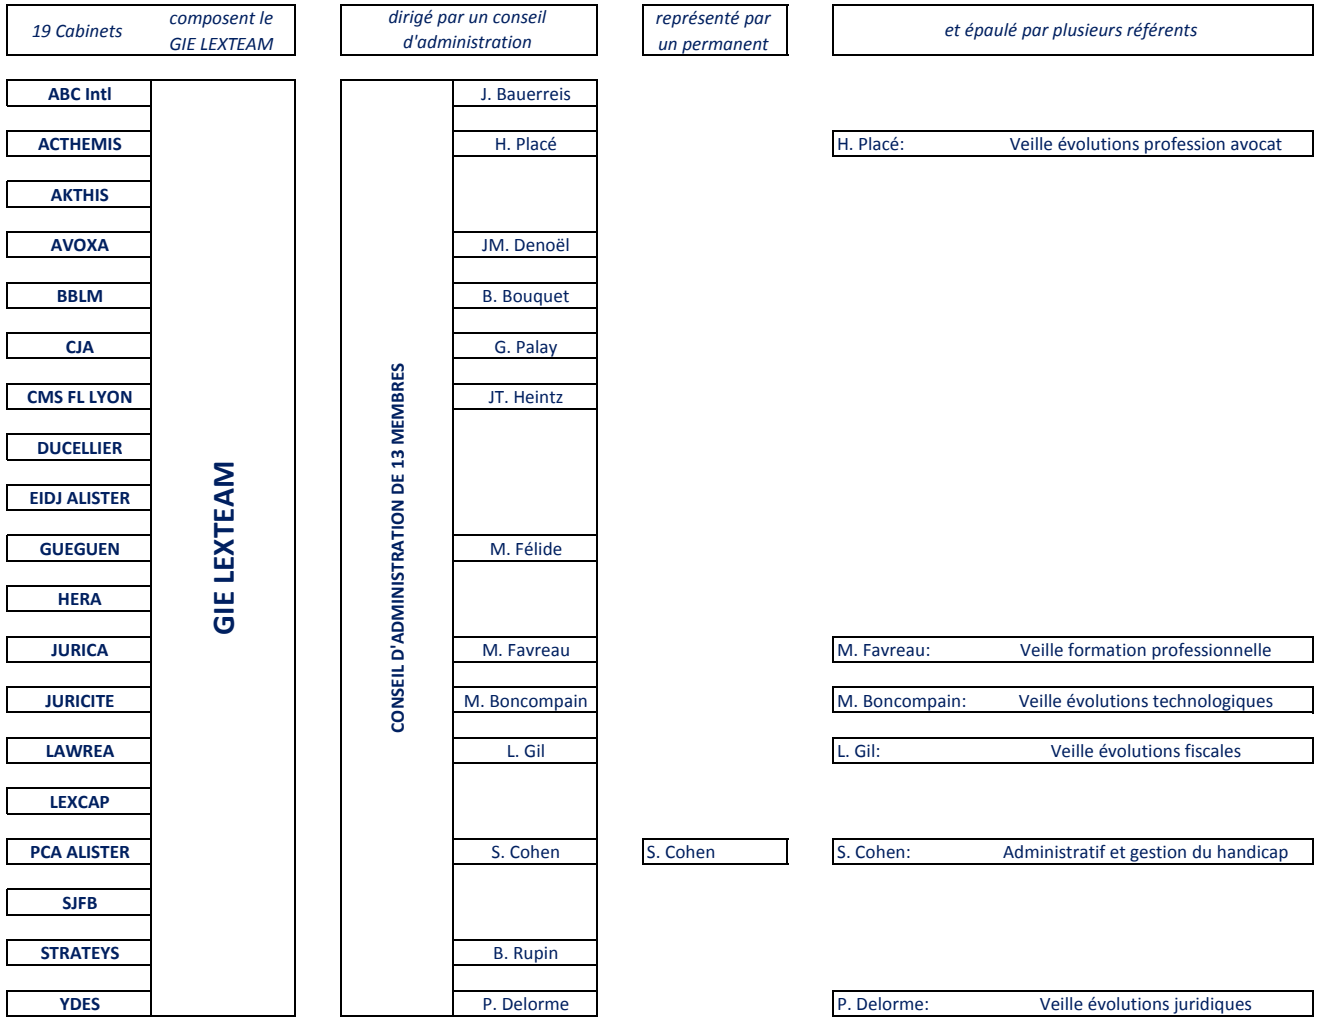 19 Cabinets composent le
GIE LEXTEAM
dirigé par un conseil
d'administration
représenté par
un permanent
et épaulé par plusieurs référents
ABC Intl J. Bauerreis
ACTHEMIS H. Placé H. Placé: Veille évolutions profession avocat
AKTHIS
AVOXA JM. Denoël
BBLM B. Bouquet
CJA G. Palay
CMS FL LYON JT. Heintz
DUCELLIER
EIDJ ALISTER
GIE LEXTEAM
CONSEIL D'ADMINISTRATION DE 13 MEMBRES
GUEGUEN M. Félide
HERA
JURICA M. Favreau M. Favreau: Veille formation professionnelle
JURICITE M. Boncompain M. Boncompain: Veille évolutions technologiques
LAWREA L. Gil L. Gil: Veille évolutions fiscales
LEXCAP
PCA ALISTER S. Cohen S. Cohen S. Cohen: Administratif et gestion du handicap
SJFB
STRATEYS B. Rupin
YDES P. Delorme P. Delorme: Veille évolutions juridiques